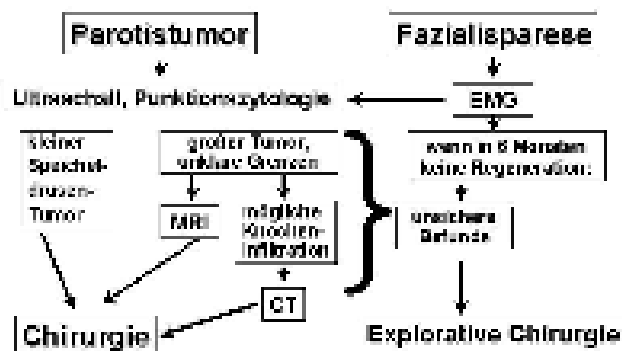 Parotistumor
Fazialisparese
Ultraschall, Punktionszytologie
EMG
kleiner
Speichel-
drüsen-
Tumor
großer Tumor,
unklare Grenzen
MRI
mögliche
Knochen-
infiltration
CT
wenn in 6 Monaten
keine Regeneration:
unsichere
Befunde
Chirurgie
Explorative Chirurgie